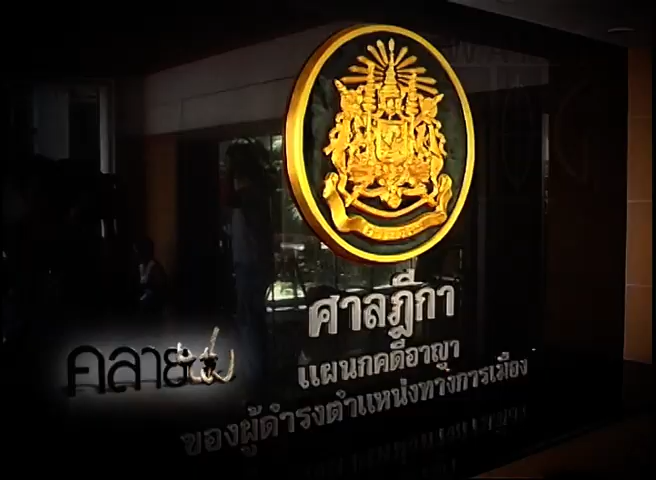 ศาลฎีกา
แผนกคดีอาญา
ของผู้ดำรงตำแหน่งทางการเมือง
คลายปม